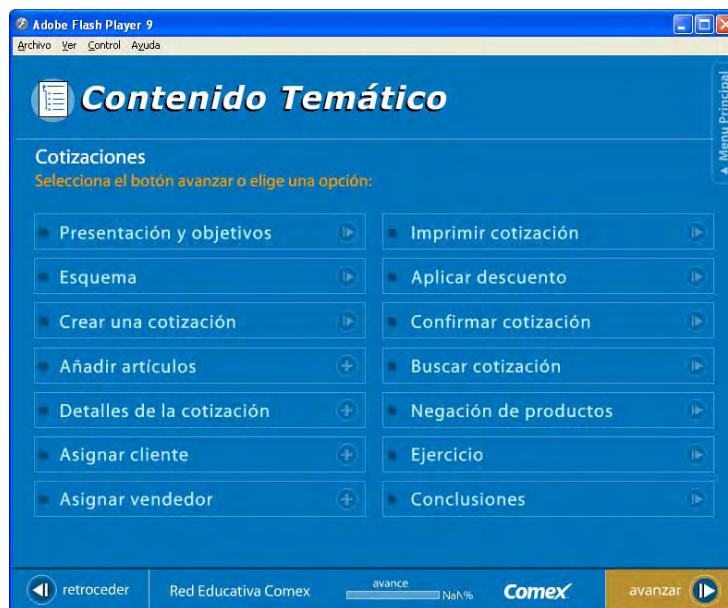 Adobe Flash Player 9
Archivo Ver Control Ayuda
Contenido Temático
Menu Principal
Cotizaciones
Selecciona el botón avanzar o elige una opción:
Presentación y objetivos
Imprimir cotización
Esquema
Aplicar descuento
Crear una cotización
Confirmar cotización
Añadir artículos
Buscar cotización
Detalles de la cotización
Negación de productos
Asignar cliente
Ejercicio
Asignar vendedor
Conclusiones
retroceder
Red Educativa Comex
avance
NaN%
Comex
avanzar